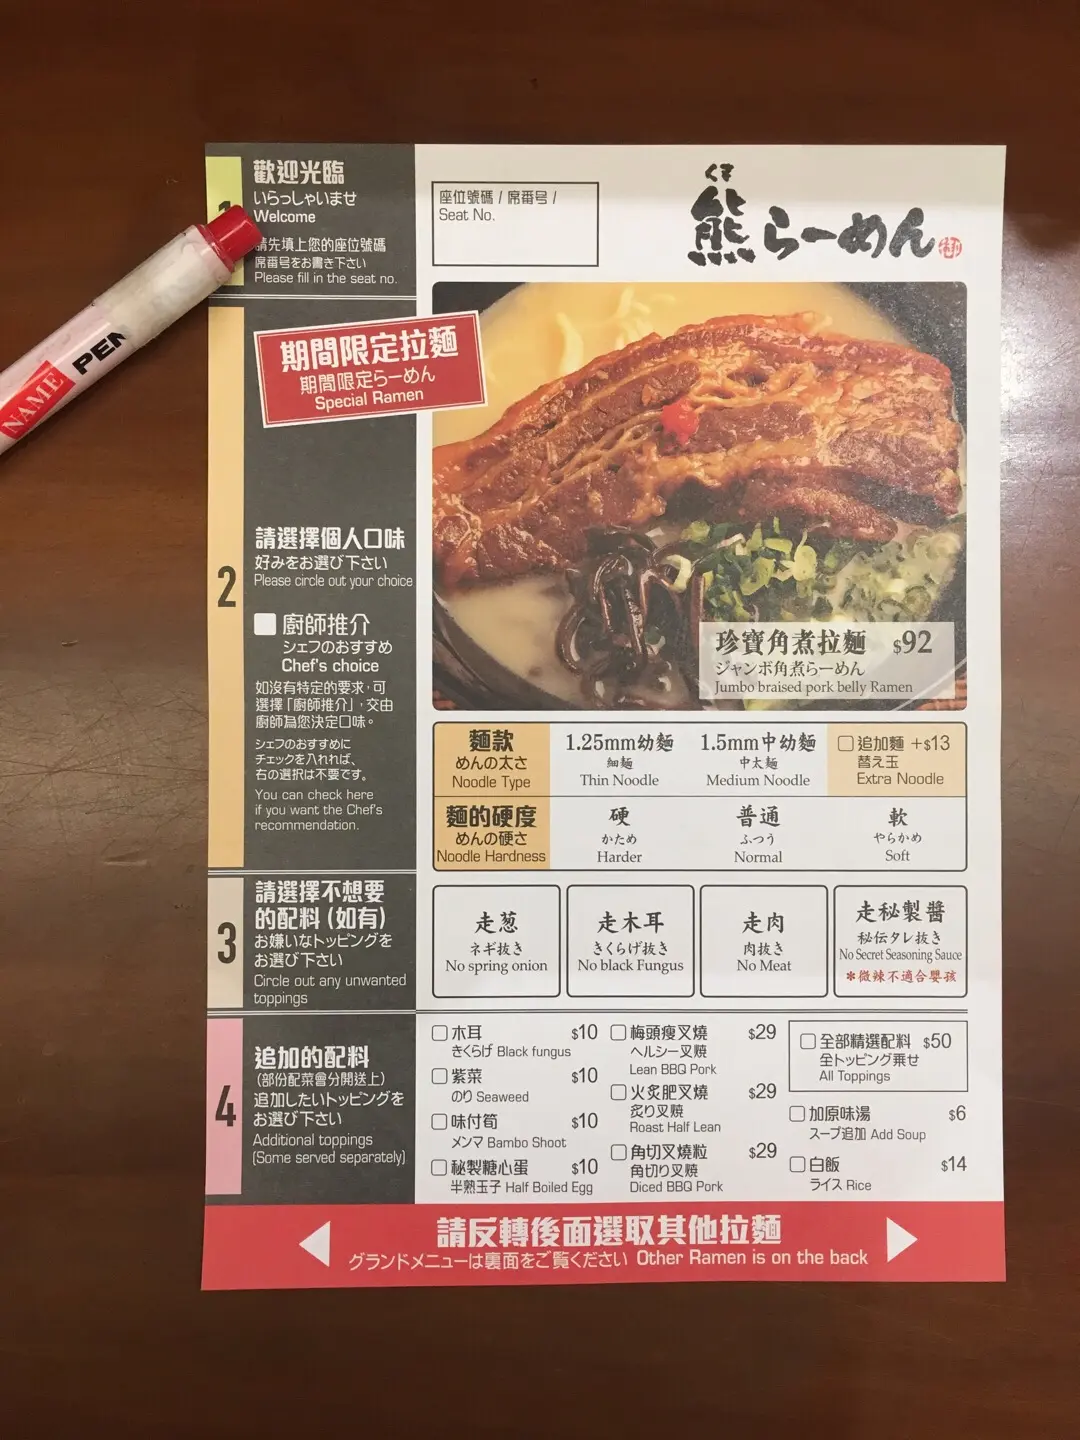 NAME
PEN
歡迎光臨
いらっしゃいませ
Welcome
請先填上您的座位號碼
席番号をお書き下さい
Please fill in the seat no.
座位號碼 / 席番号 /
Seat No.
くま
熊らーめん
期間限定拉麵
期間限定らーめん
Special Ramen
2
請選擇個人口味
好みをお選び下さい
Please circle out your choice
廚師推介
シェフのおすすめ
Chef's choice
如沒有特定的要求，可
選擇「廚師推介」，交由
廚師為您決定口味。
シェフのおすすめに
チェックを入れれば、
右の選択は不要です。
You can check here
if you want the Chef's
recommendation.
珍寶角煮拉麵 $92
ジャンボ角煮らーめん
Jumbo braised pork belly Ramen
麵款
めんの太さ
Noodle Type
1.25mm幼麵
細麺
Thin Noodle
1.5mm中幼麵
中太麺
Medium Noodle
追加麵 +$13
替え玉
Extra Noodle
麵的硬度
めんの硬さ
Noodle Hardness
硬
かため
Harder
普通
ふつう
Normal
軟
やらかめ
Soft
3
請選擇不想要
的配料（如有）
お嫌いなトッピングを
お選び下さい
Circle out any unwanted
toppings
走葱
ネギ抜き
No spring onion
走木耳
きくらげ抜き
No black Fungus
走肉
肉抜き
No Meat
走秘製醬
秘伝タレ抜き
No Secret Seasoning Sauce
*微辣不適合嬰孩
4
追加的配料
（部份配菜會分開送上）
追加したいトッピングを
お選び下さい
Additional toppings
(Some served separately)
木耳 $10
きくらげ Black fungus
紫菜 $10
のり Seaweed
味付筍 $10
メンマ Bambo Shoot
秘製糖心蛋 $10
半熟玉子 Half Boiled Egg
梅頭瘦叉燒 $29
ヘルシー叉焼
Lean BBQ Pork
火炙肥叉燒 $29
炙り叉焼
Roast Half Lean
角切叉燒粒 $29
角切り叉焼
Diced BBQ Pork
全部精選配料 $50
全トッピング乗せ
All Toppings
加原味湯 $6
スープ追加 Add Soup
白飯 $14
ライス Rice
請反轉後面選取其他拉麵
グランドメニューは裏面をご覧ください Other Ramen is on the back